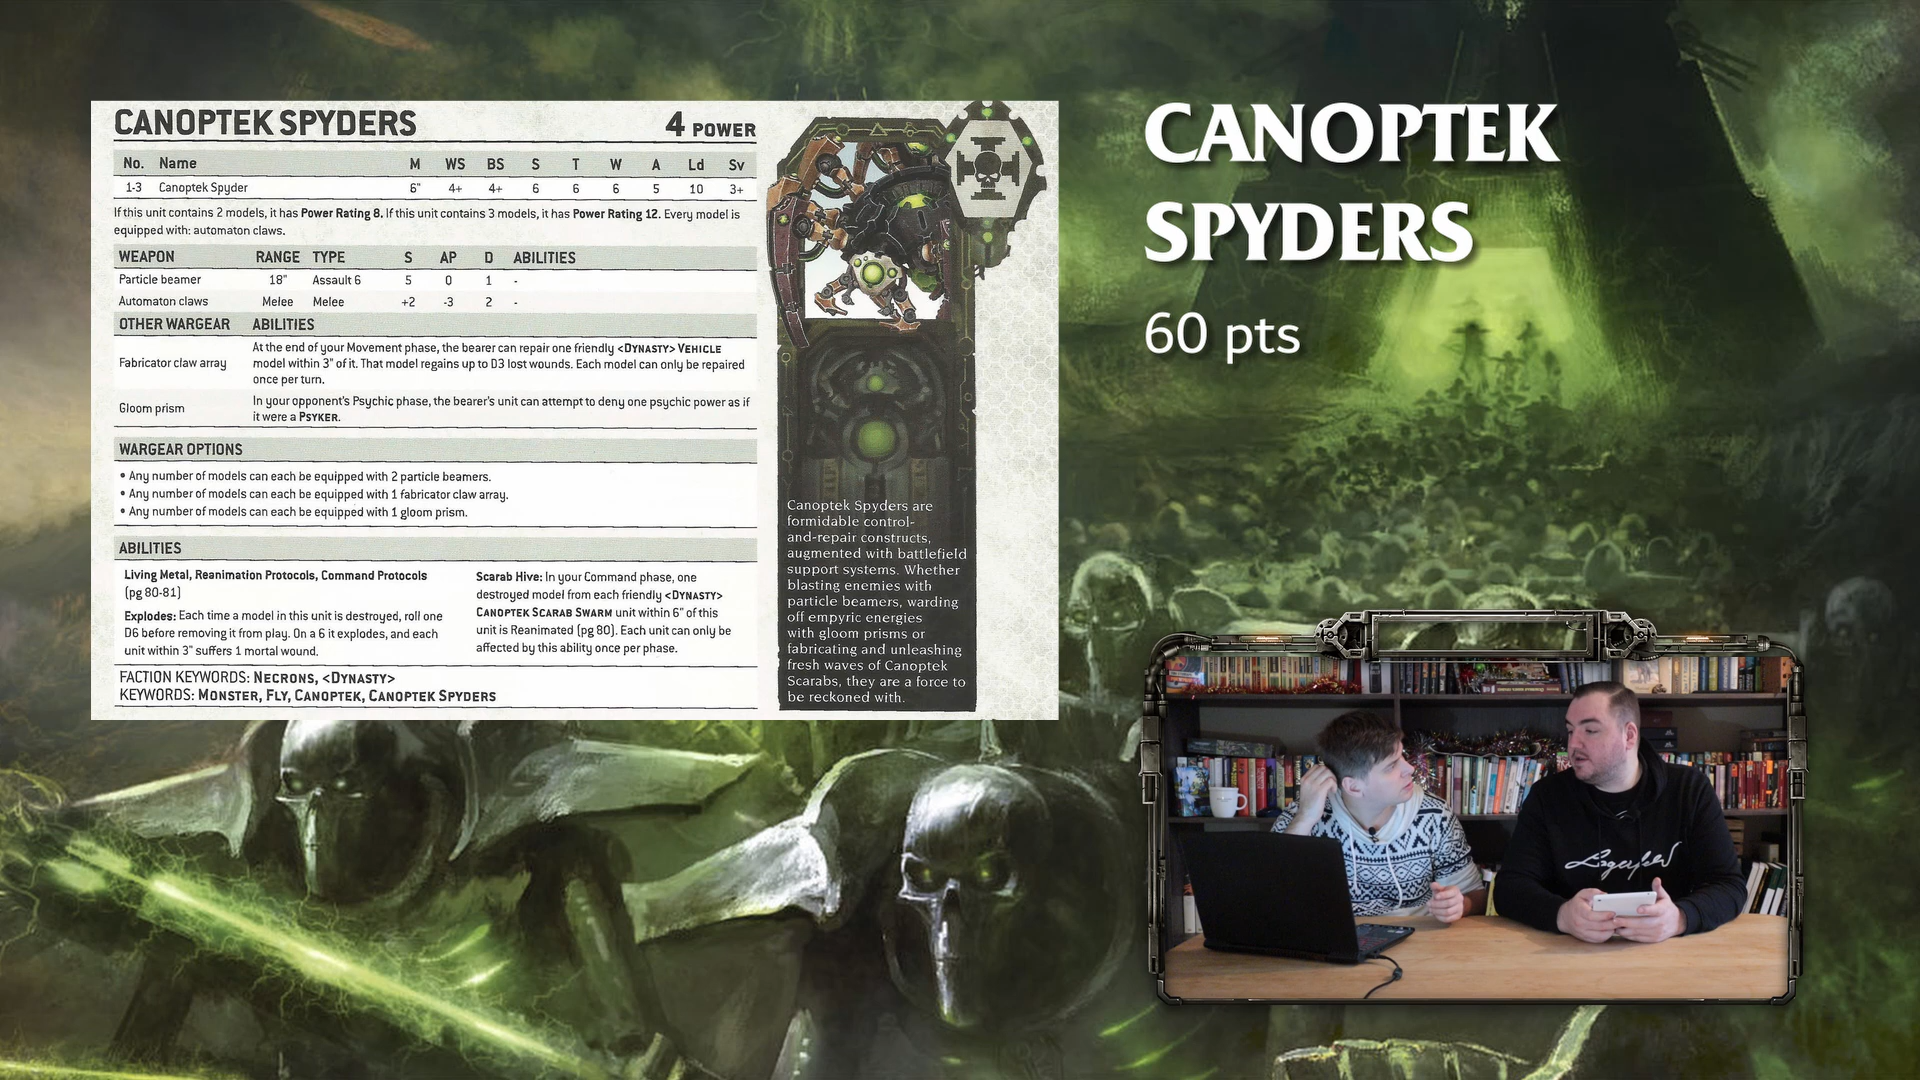 CANOPTEK SPYDERS
4 POWER
No. Name M WS BS S T W A Ld Sv
1-3 Canoptek Spyder 6" 4+ 4+ 6 6 6 5 10 3+
If this unit contains 2 models, it has Power Rating 8. If this unit contains 3 models, it has Power Rating 12. Every model is
equipped with: automaton claws.
WEAPON RANGE TYPE S AP D ABILITIES
Particle beamer 18" Assault 6 5 0 1 -
Automaton claws Melee Melee +2 -3 2 -
OTHER WARGEAR ABILITIES
Fabricator claw array
At the end of your Movement phase, the bearer can repair one friendly <DYNASTY> VEHICLE
model within 3" of it. That model regains up to D3 lost wounds. Each model can only be repaired
once per turn.
Gloom prism
In your opponent's Psychic phase, the bearer's unit can attempt to deny one psychic power as if
it were a PSYKER.
WARGEAR OPTIONS
• Any number of models can each be equipped with 2 particle beamers.
• Any number of models can each be equipped with 1 fabricator claw array.
• Any number of models can each be equipped with 1 gloom prism.
ABILITIES
Living Metal, Reanimation Protocols, Command Protocols
(pg 80-81)
Explodes: Each time a model in this unit is destroyed, roll one
D6 before removing it from play. On a 6 it explodes, and each
unit within 3" suffers 1 mortal wound.
Scarab Hive: In your Command phase, one
destroyed model from each friendly <DYNASTY>
CANOPTEK SCARAB SWARM unit within 6" of this
unit is Reanimated (pg 80). Each unit can only be
affected by this ability once per phase.
FACTION KEYWORDS: NECRONS, <DYNASTY>
KEYWORDS: MONSTER, FLY, CANOPTEK, CANOPTEK SPYDERS
Canoptek Spyders are
formidable control-
and-repair constructs,
augmented with battlefield
support systems. Whether
blasting enemies with
particle beamers, warding
off empyric energies
with gloom prisms or
fabricating and unleashing
fresh waves of Canoptek
Scarabs, they are a force to
be reckoned with.
CANOPTEK
SPYDERS
60 pts